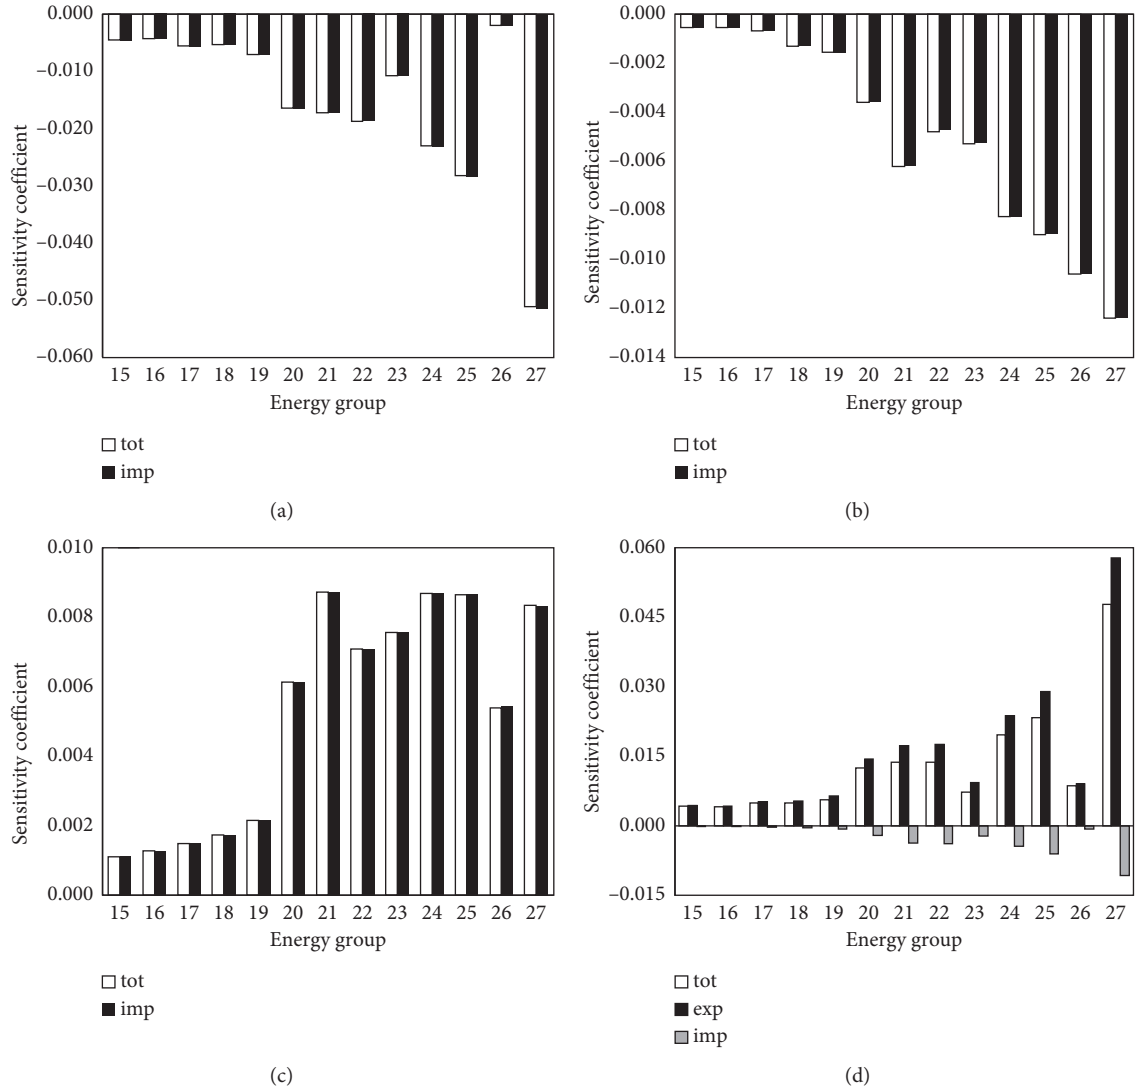 Sensitivity coefficient
0.000
–0.010
–0.020
–0.030
–0.040
–0.050
–0.060
15 16 17 18 19 20 21 22 23 24 25 26 27
Energy group
tot
imp
(a)
Sensitivity coefficient
0.000
–0.002
–0.004
–0.006
–0.008
–0.010
–0.012
–0.014
15 16 17 18 19 20 21 22 23 24 25 26 27
Energy group
tot
imp
(b)
Sensitivity coefficient
0.010
0.008
0.006
0.004
0.002
0.000
15 16 17 18 19 20 21 22 23 24 25 26 27
Energy group
tot
imp
(c)
Sensitivity coefficient
0.060
0.045
0.030
0.015
0.000
–0.015
15 16 17 18 19 20 21 22 23 24 25 26 27
Energy group
tot
exp
imp
(d)